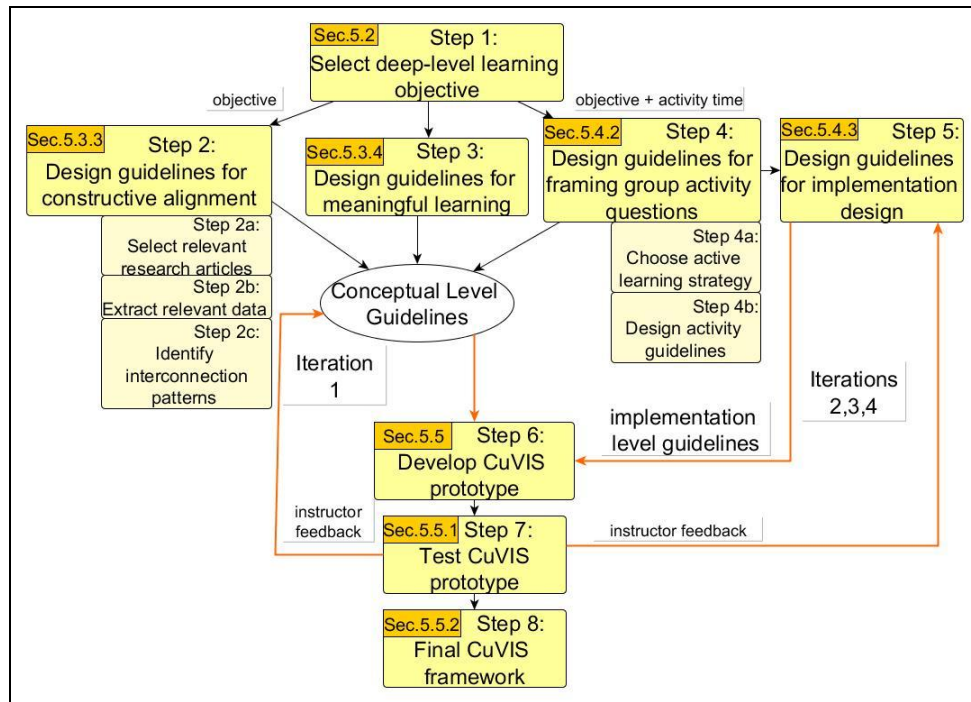 Sec.5.2
Step 1:
Select deep-level learning
objective
objective
objective + activity time
Sec.5.3.3
Step 2:
Design guidelines for
constructive alignment
Sec.5.3.4
Step 3:
Design guidelines for
meaningful learning
Sec.5.4.2
Step 4:
Design guidelines for
framing group activity
questions
Sec.5.4.3
Step 5:
Design guidelines
for implementation
design
Step 2a:
Select relevant
research articles
Step 2b:
Extract relevant data
Step 2c:
Identify
interconnection
patterns
Step 4a:
Choose active
learning strategy
Step 4b:
Design activity
guidelines
Conceptual Level
Guidelines
Iteration
1
Iterations
2,3,4
implementation
level guidelines
Sec.5.5
Step 6:
Develop CuVIS
prototype
instructor
feedback
Sec.5.5.1
Step 7:
Test CuVIS
prototype
instructor feedback
Sec.5.5.2
Step 8:
Final CuVIS
framework